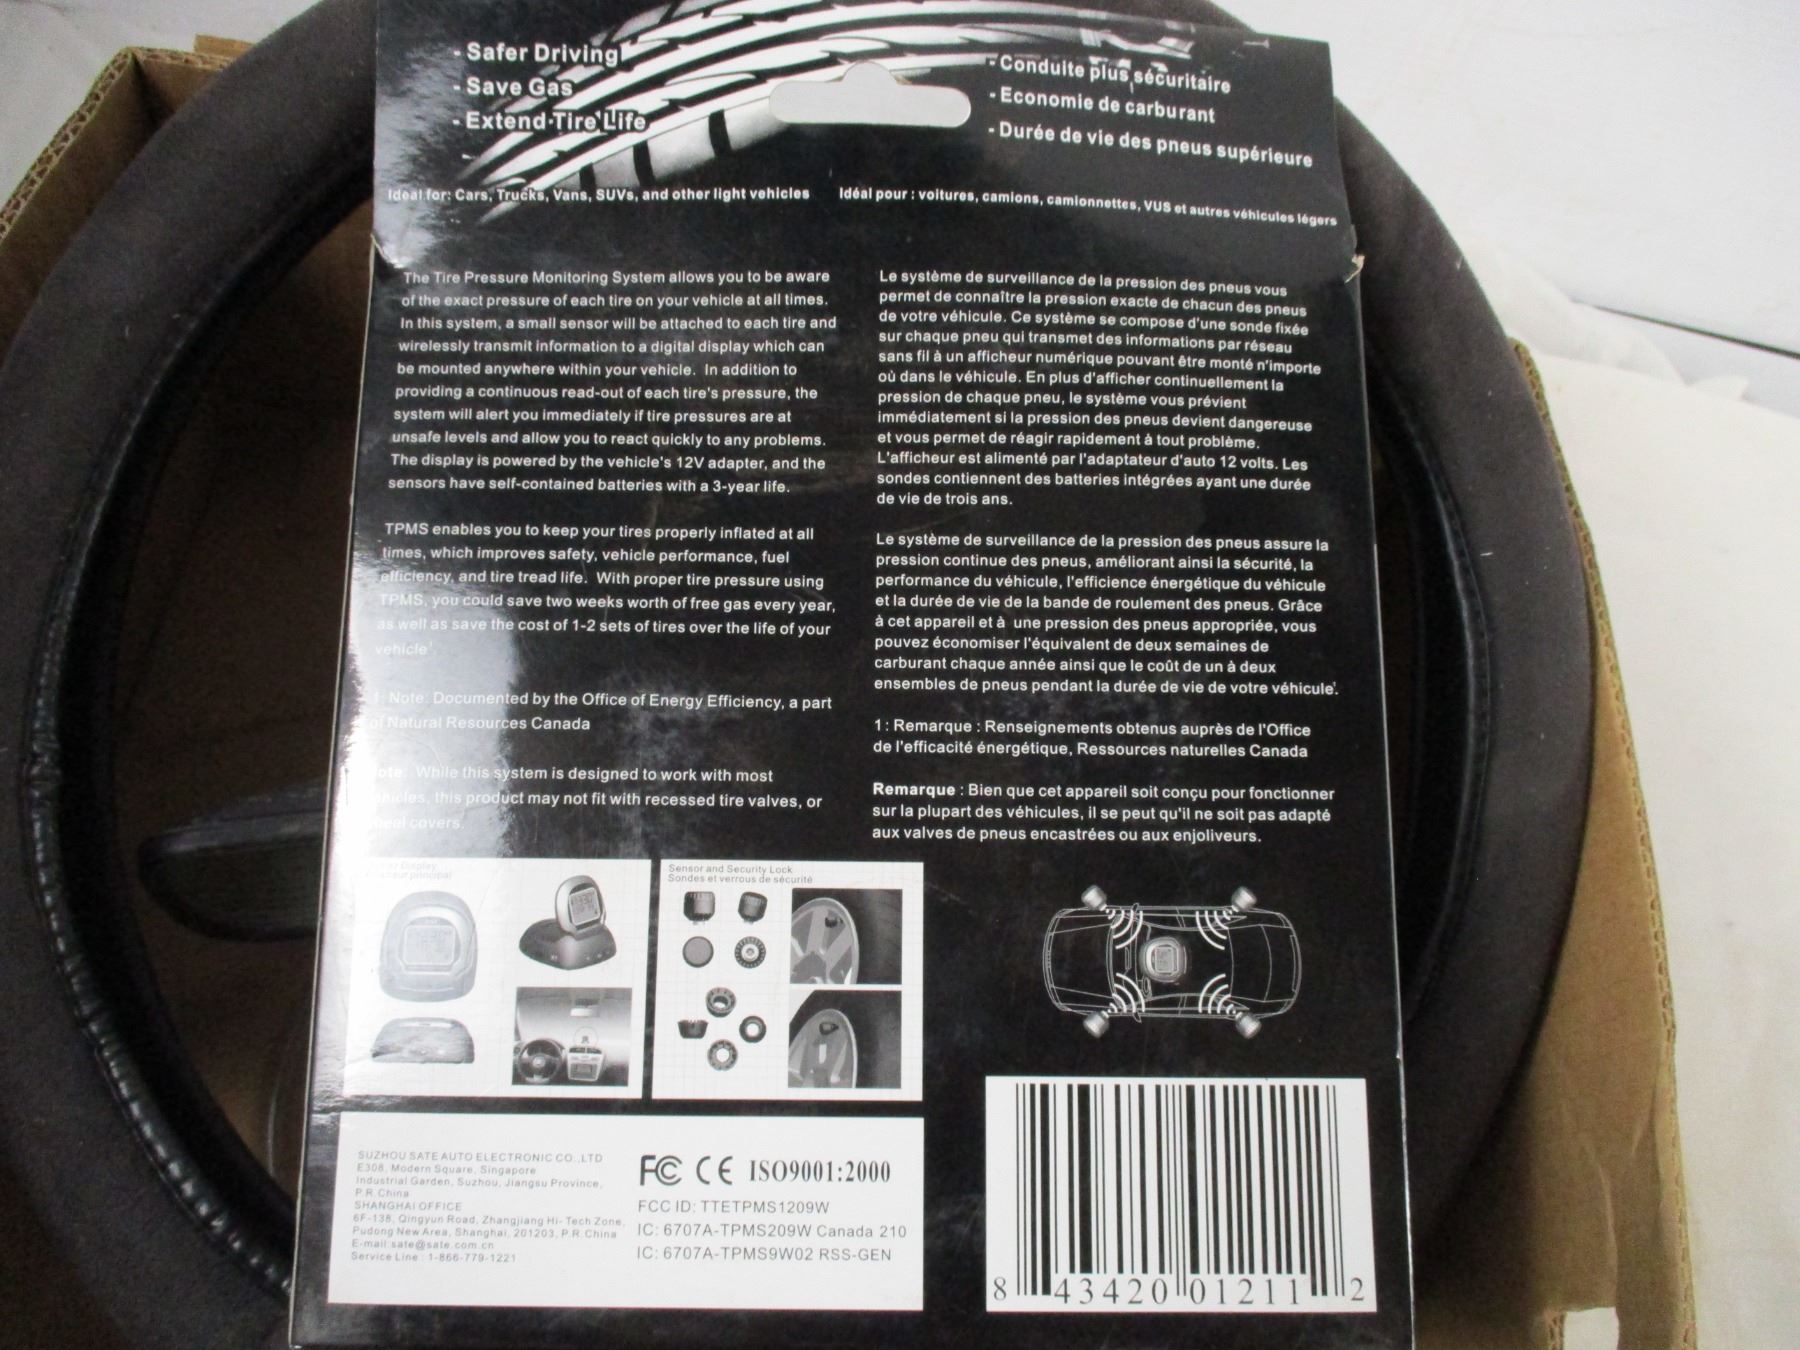 - Safer Driving
- Save Gas
- Extend Tire Life
- Conduite plus sécuritaire
- Economie de carburant
- Durée de vie des pneus supérieure
Ideal for: Cars, Trucks, Vans, SUVs, and other light vehicles
Idéal pour : voitures, camions, camionnettes, VUS et autres véhicules légers
The Tire Pressure Monitoring System allows you to be aware
of the exact pressure of each tire on your vehicle at all times.
In this system, a small sensor will be attached to each tire and
wirelessly transmit information to a digital display which can
be mounted anywhere within your vehicle. In addition to
providing a continuous read-out of each tire's pressure, the
system will alert you immediately if tire pressures are at
unsafe levels and allow you to react quickly to any problems.
The display is powered by the vehicle's 12V adapter, and the
sensors have self-contained batteries with a 3-year life.
TPMS enables you to keep your tires properly inflated at all
times, which improves safety, vehicle performance, fuel
efficiency, and tire tread life. With proper tire pressure using
TPMS, you could save two weeks worth of free gas every year,
as well as save the cost of 1-2 sets of tires over the life of your
vehicle¹.
1: Note: Documented by the Office of Energy Efficiency, a part
of Natural Resources Canada
Note: While this system is designed to work with most
vehicles, this product may not fit with recessed tire valves, or
wheel covers.
Le système de surveillance de la pression des pneus vous
permet de connaître la pression exacte de chacun des pneus
de votre véhicule. Ce système se compose d'une sonde fixée
sur chaque pneu qui transmet des informations par réseau
sans fil à un afficheur numérique pouvant être monté n'importe
où dans le véhicule. En plus d'afficher continuellement la
pression de chaque pneu, le système vous prévient
immédiatement si la pression des pneus devient dangereuse
et vous permet de réagir rapidement à tout problème.
L'afficheur est alimenté par l'adaptateur d'auto 12 volts. Les
sondes contiennent des batteries intégrées ayant une durée
de vie de trois ans.
Le système de surveillance de la pression des pneus assure la
pression continue des pneus, améliorant ainsi la sécurité, la
performance du véhicule, l'efficience énergétique du véhicule
et la durée de vie de la bande de roulement des pneus. Grâce
à cet appareil et à une pression des pneus appropriée, vous
pouvez économiser l'équivalent de deux semaines de
carburant chaque année ainsi que le coût de un à deux
ensembles de pneus pendant la durée de vie de votre véhicule¹.
1: Remarque : Renseignements obtenus auprès de l'Office
de l'efficacité énergétique, Ressources naturelles Canada
Remarque : Bien que cet appareil soit conçu pour fonctionner
sur la plupart des véhicules, il se peut qu'il ne soit pas adapté
aux valves de pneus encastrées ou aux enjoliveurs.
Display
principal
Sensor and Security Lock
Sondes et verrous de sécurité
SUZHOU SATE AUTO ELECTRONIC CO.,LTD
E308, Modern Square, Singapore
Industrial Garden, Suzhou, Jiangsu Province,
P.R.China
SHANGHAI OFFICE
6F-138, Qingyun Road, Zhangjiang Hi- Tech Zone,
Pudong New Area, Shanghai, 201203, P.R.China
E-mail:sate@sate.com.cn
Service Line : 1-866-779-1221
FC CE ISO9001:2000
FCC ID: TTETPMS1209W
IC: 6707A-TPMS209W Canada 210
IC: 6707A-TPMS9W02 RSS-GEN
8 43420 01211 2